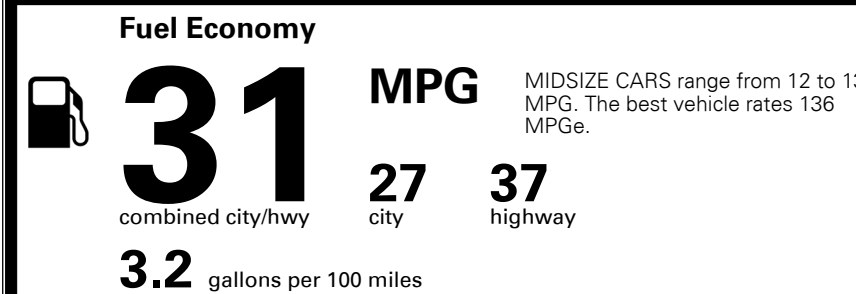 Fuel Economy
31 MPG
MIDSIZE CARS range from 12 to
MPG. The best vehicle rates 136
MPGe.
27 37
combined city/hwy city highway
3.2 gallons per 100 miles